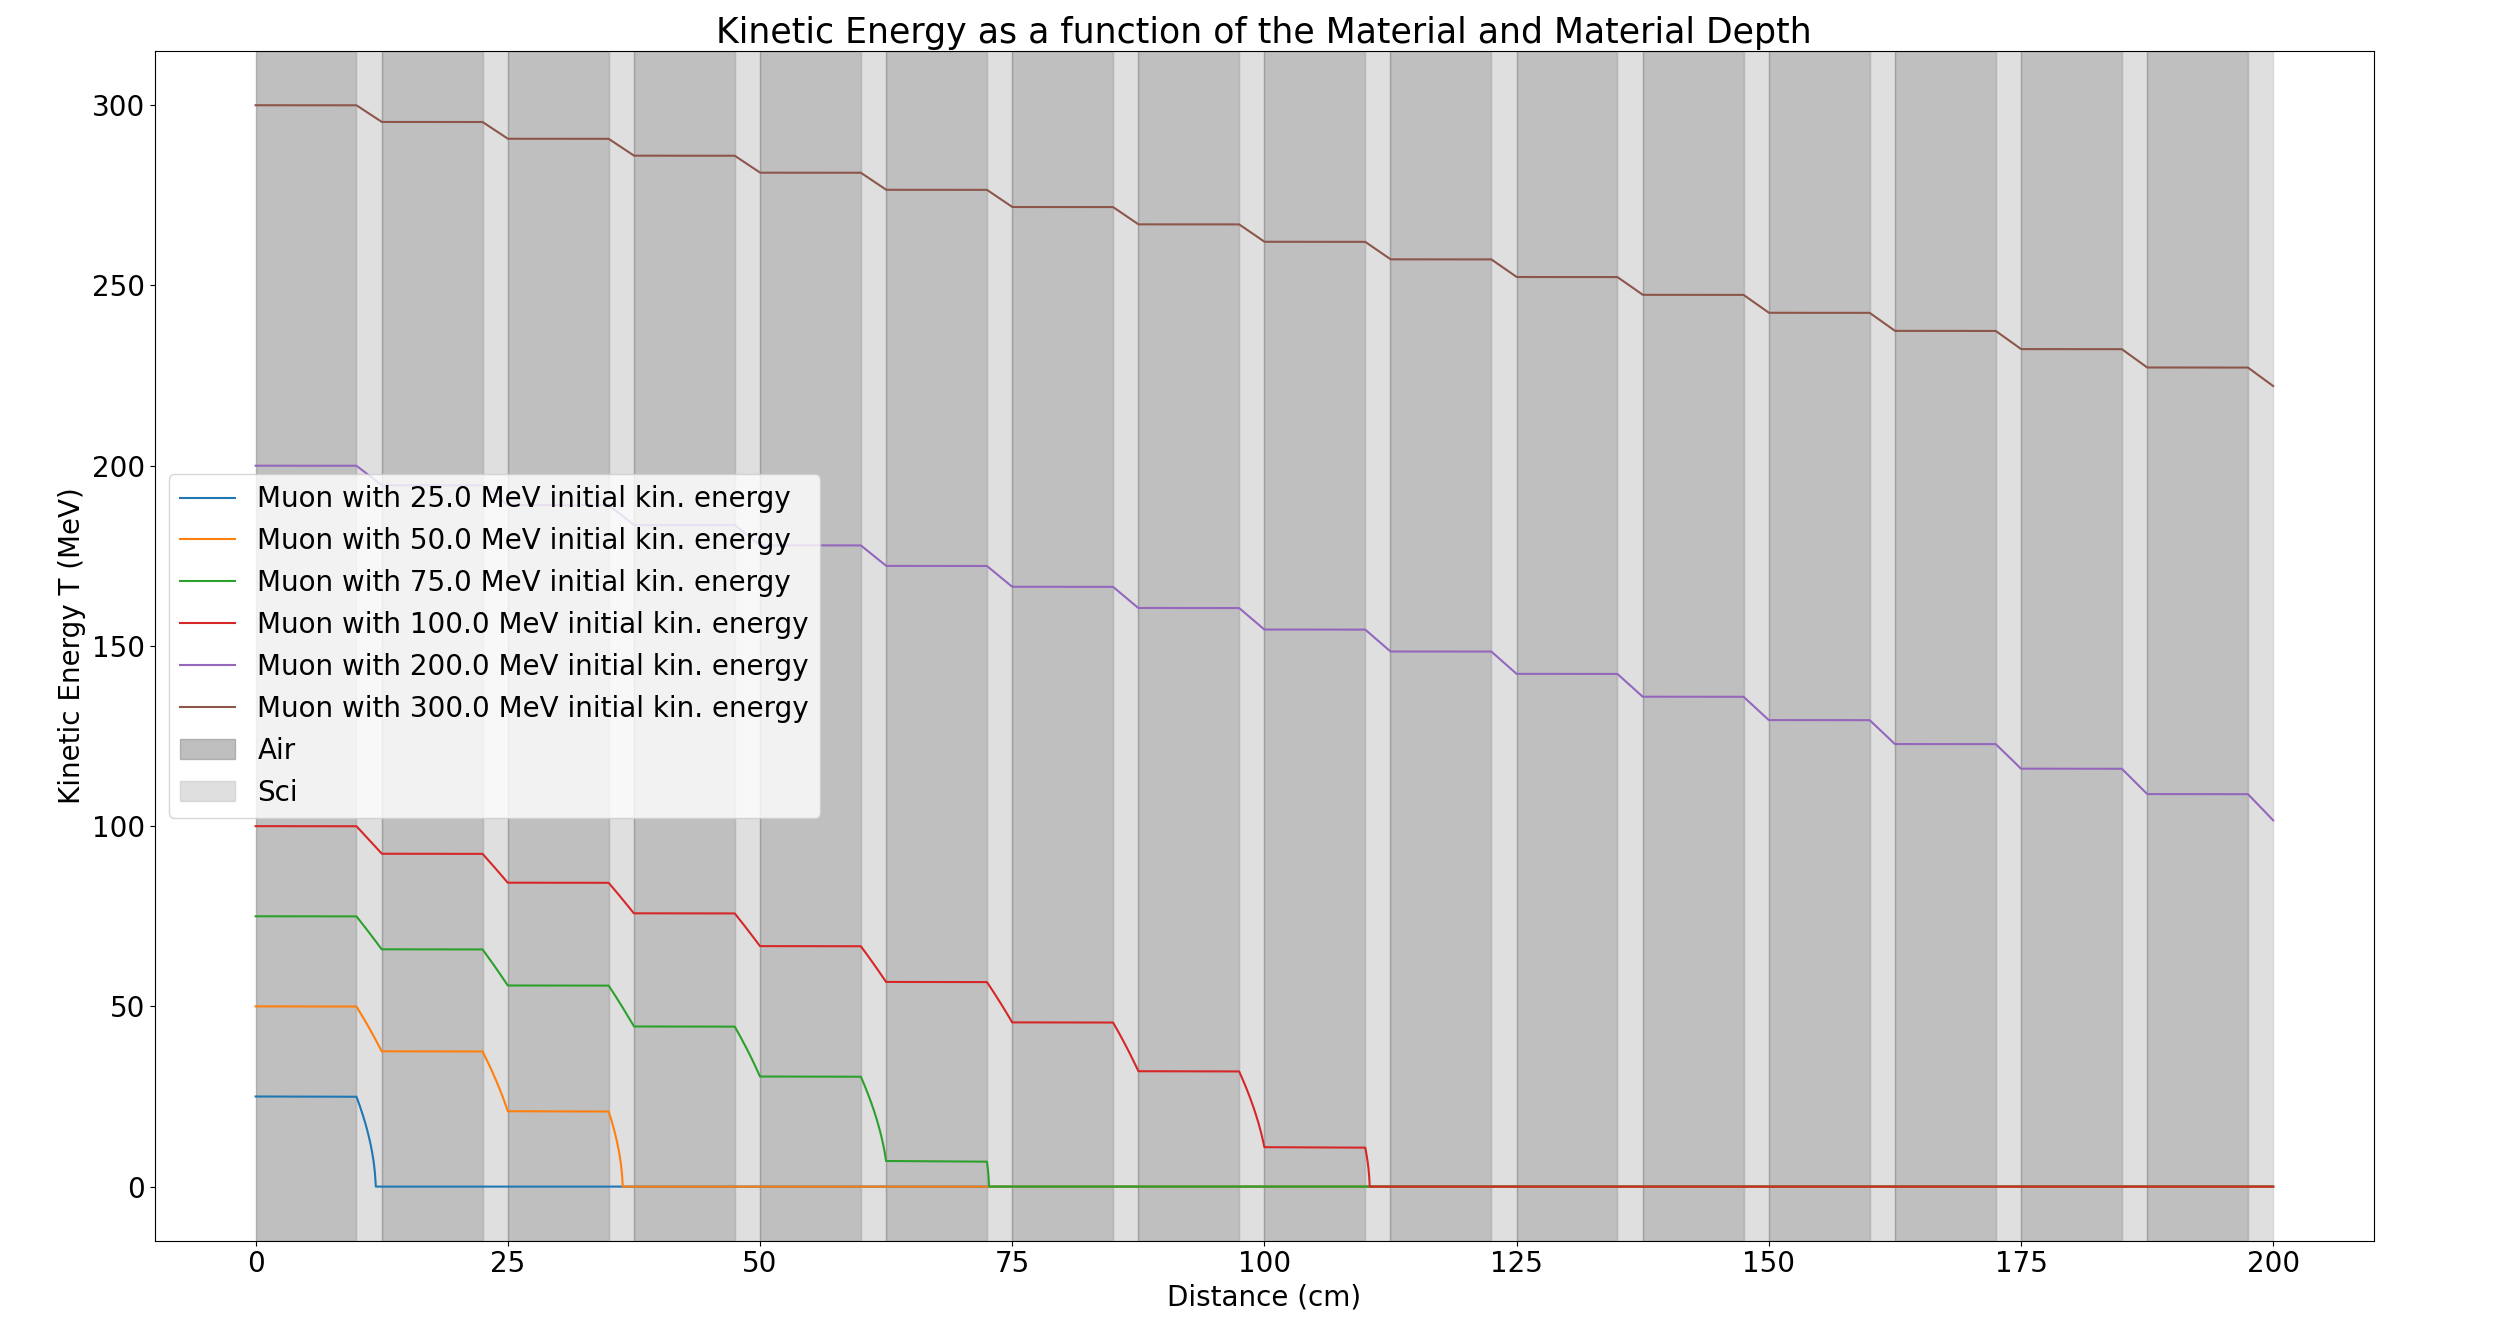 Kinetic Energy as a function of the Material and Material Depth
Kinetic Energy T (MeV)
300
250
200
150
100
50
0
Muon with 25.0 MeV initial kin. energy
Muon with 50.0 MeV initial kin. energy
Muon with 75.0 MeV initial kin. energy
Muon with 100.0 MeV initial kin. energy
Muon with 200.0 MeV initial kin. energy
Muon with 300.0 MeV initial kin. energy
Air
Sci
0 25 50 75 100 125 150 175 200
Distance (cm)